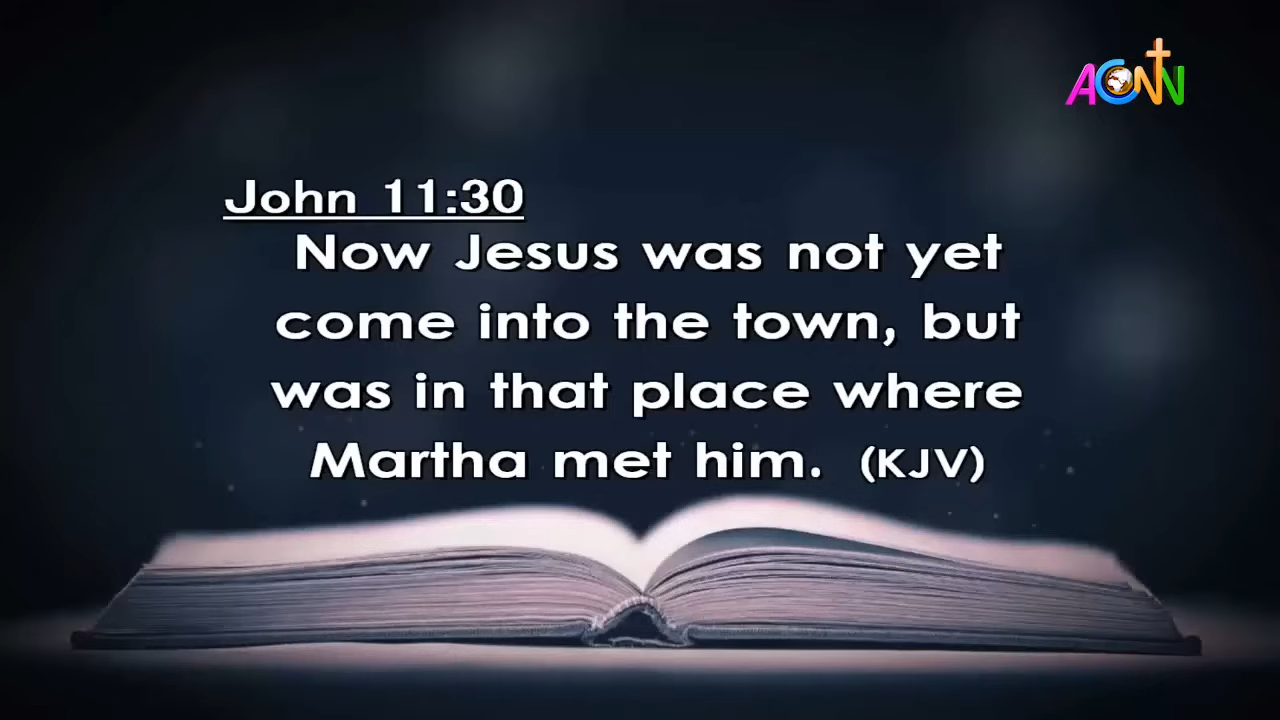 ACNN
John 11:30
Now Jesus was not yet
come into the town, but
was in that place where
Martha met him. (KJV)